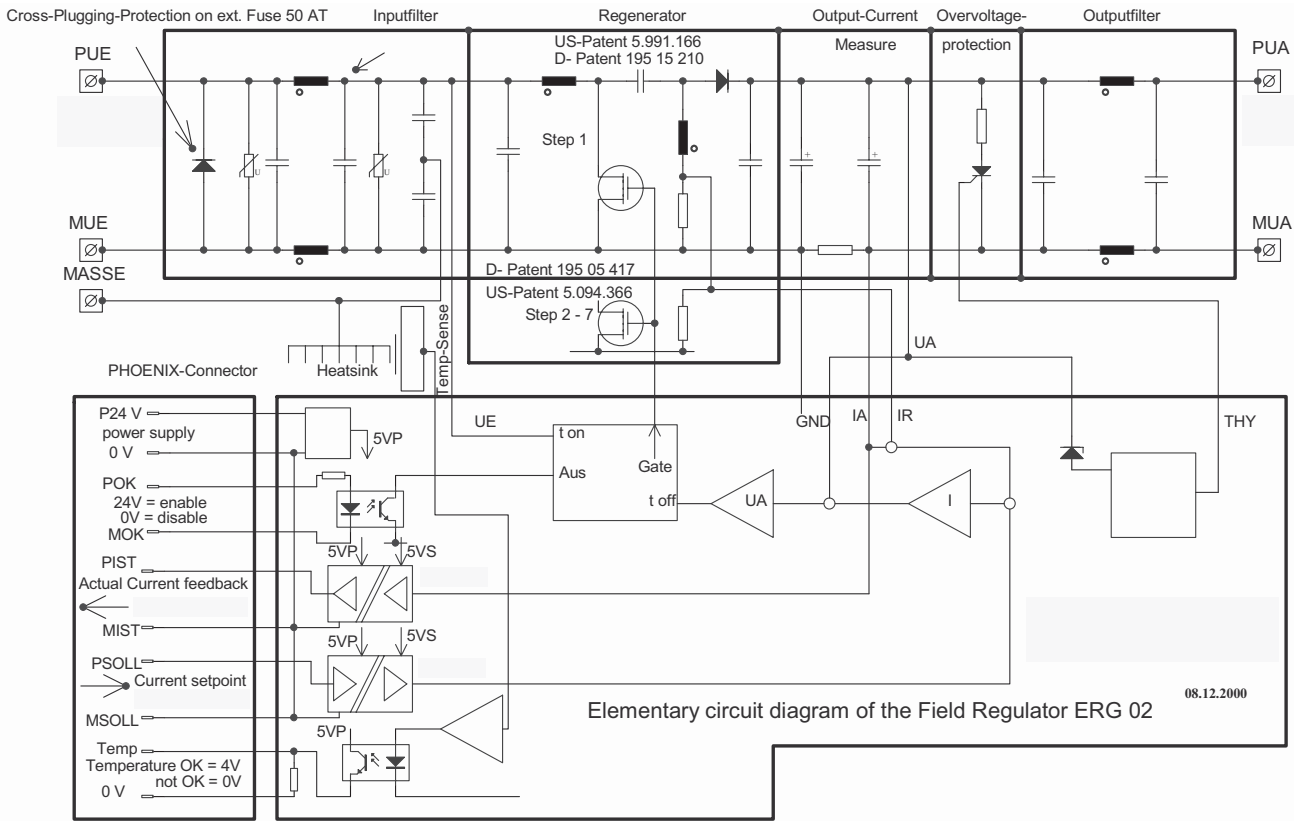 Cross-Plugging-Protection on ext. Fuse 50 AT
Inputfilter
Regenerator
Output-Current
Measure
Overvoltage-
protection
Outputfilter
US-Patent 5.991.166
D- Patent 195 15 210
PUE
PUA
Step 1
U
U
+
+
MUE
MUA
MASSE
D- Patent 195 05 417
US-Patent 5.094.366
Step 2 - 7
Temp-Sense
UA
PHOENIX-Connector
Heatsink
P24 V
power supply
0 V
5VP
UE
t on
GND
IA
IR
THY
POK
24V = enable
0V = disable
MOK
Aus
Gate
t off
UA
I
5VP
5VS
PIST
Actual Current feedback
MIST
5VP
5VS
PSOLL
Current setpoint
MSOLL
08.12.2000
Elementary circuit diagram of the Field Regulator ERG 02
5VP
Temp
Temperature OK = 4V
not OK = 0V
0 V